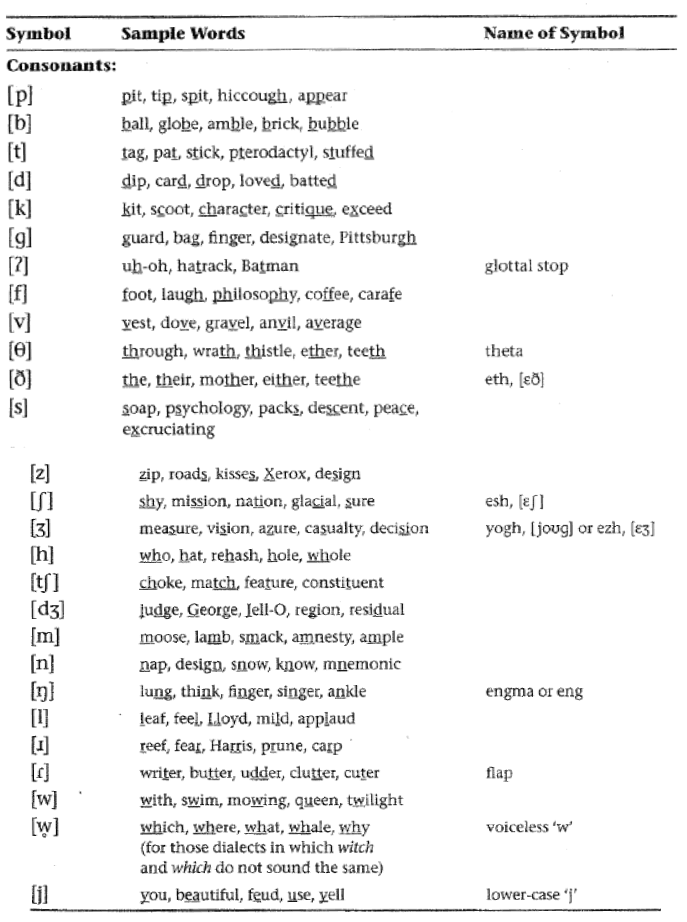 Symbol Sample Words Name of Symbol
Consonants:
[p] pit, tip, spit, hiccough, appear
[b] ball, globe, amble, brick, bubble
[t] tag, pat, stick, pterodactyl, stuffed
[d] dip, card, drop, loved, batted
[k] kit, scoot, character, critique, exceed
[g] guard, bag, finger, designate, Pittsburgh
[ʔ] uh-oh, hatrack, Batman glottal stop
[f] foot, laugh, philosophy, coffee, carafe
[v] vest, dove, gravel, anvil, average
[θ] through, wrath, thistle, ether, teeth theta
[ð] the, their, mother, either, teethe eth, [ɛð]
[s] soap, psychology, packs, descent, peace,
excruciating
[z] zip, roads, kisses, Xerox, design
[ʃ] shy, mission, nation, glacial, sure esh, [ɛʃ]
[ʒ] measure, vision, azure, casualty, decision yogh, [joʊg] or ezh, [ɛʒ]
[h] who, hat, rehash, hole, whole
[tʃ] choke, match, feature, constituent
[dʒ] judge, George, Jell-O, region, residual
[m] moose, lamb, smack, amnesty, ample
[n] nap, design, snow, know, mnemonic
[ŋ] lung, think, finger, singer, ankle engma or eng
[l] leaf, feel, Lloyd, mild, applaud
[ɹ] reef, fear, Harris, prune, carp
[ɾ] writer, butter, udder, clutter, cuter flap
[w] with, swim, mowing, queen, twilight
[w̥] which, where, what, whale, why voiceless ‘w’
(for those dialects in which witch
and which do not sound the same)
[j] you, beautiful, feud, use, yell lower-case ‘j’